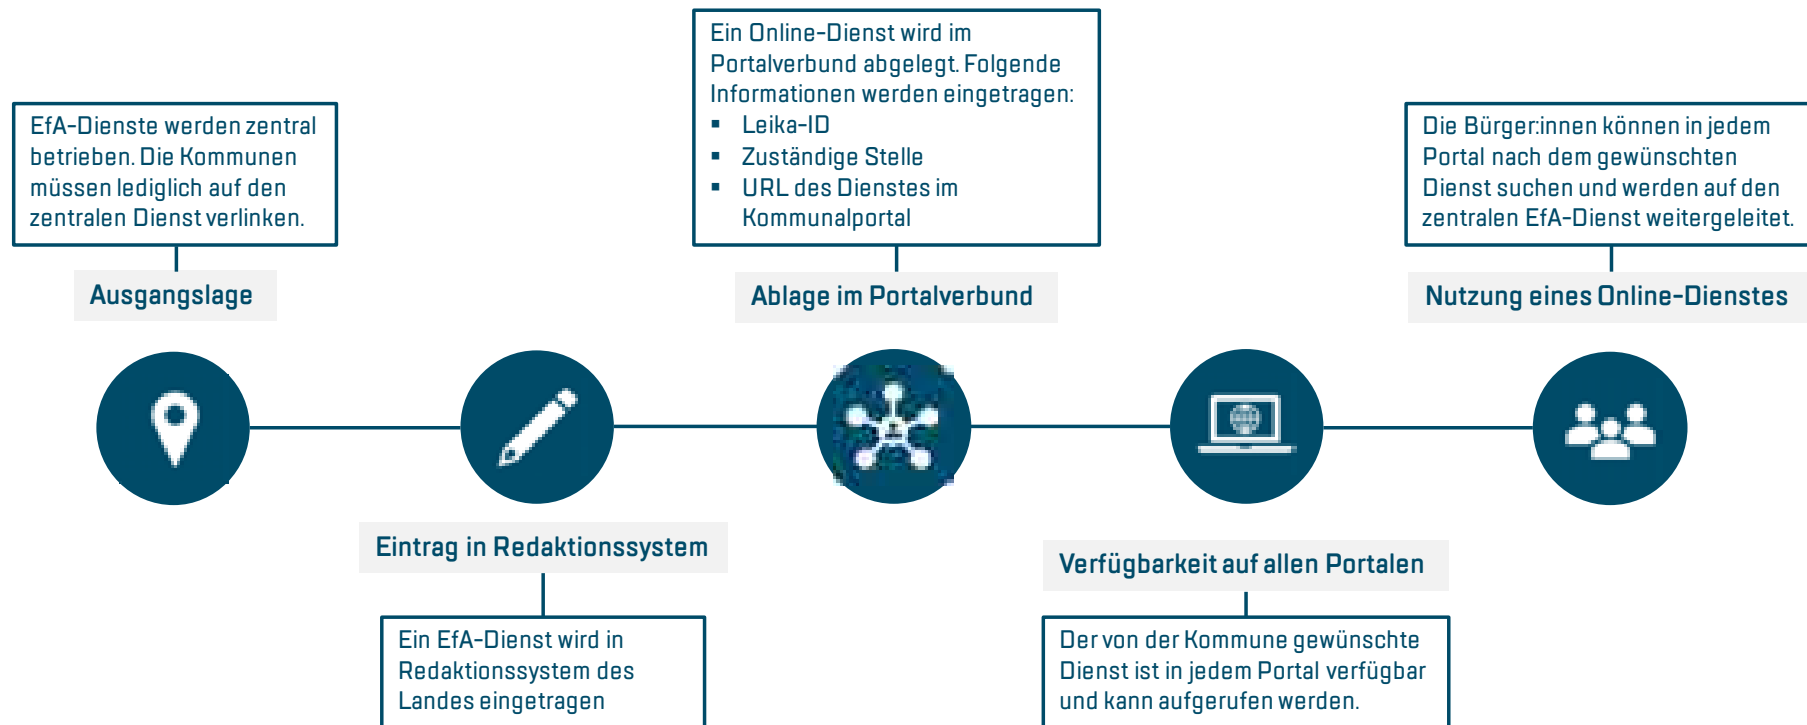 EfA-Dienste werden zentral
betrieben. Die Kommunen
müssen lediglich auf den
zentralen Dienst verlinken.
Ausgangslage
Eintrag in Redaktionssystem
Ein EfA-Dienst wird in
Redaktionssystem des
Landes eingetragen
Ein Online-Dienst wird im
Portalverbund abgelegt. Folgende
Informationen werden eingetragen:
▪ Leika-ID
▪ Zuständige Stelle
▪ URL des Dienstes im
Kommunalportal
Ablage im Portalverbund
Verfügbarkeit auf allen Portalen
Der von der Kommune gewünschte
Dienst ist in jedem Portal verfügbar
und kann aufgerufen werden.
Die Bürger:innen können in jedem
Portal nach dem gewünschten
Dienst suchen und werden auf den
zentralen EfA-Dienst weitergeleitet.
Nutzung eines Online-Dienstes